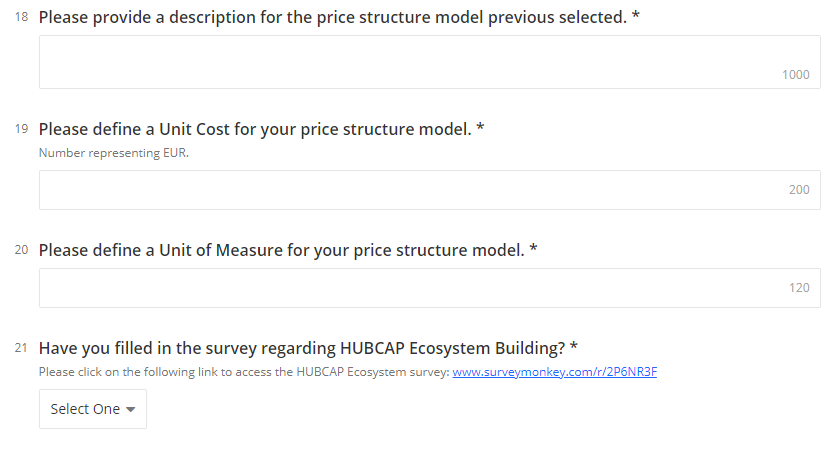 18 Please provide a description for the price structure model previous selected. *
1000
19 Please define a Unit Cost for your price structure model. *
Number representing EUR.
200
20 Please define a Unit of Measure for your price structure model. *
120
21 Have you filled in the survey regarding HUBCAP Ecosystem Building? *
Please click on the following link to access the HUBCAP Ecosystem survey: www.surveymonkey.com/r/2P6NR3F
Select One